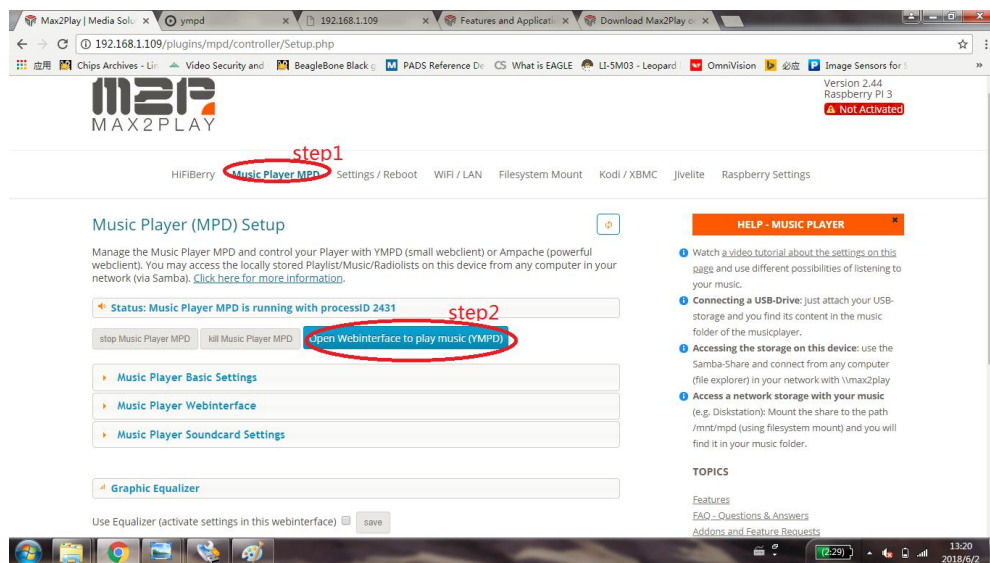 Max2Play | Media Solu
ympd
192.168.1.109
Features and Applicatio
Download Max2Play o
192.168.1.109/plugins/mpd/controller/Setup.php
应用
Chips Archives - Lin
Video Security and
BeagleBone Black g
PADS Reference De
What is EAGLE
LI-5M03 - Leopard
OmniVision
必应
Image Sensors for S
MAX2PLAY
Version 2.44
Raspberry PI 3
Not Activated
step1
HiFiBerry Music Player MPD Settings / Reboot WiFi / LAN Filesystem Mount Kodi / XBMC Jivelite Raspberry Settings
Music Player (MPD) Setup
Manage the Music Player MPD and control your Player with YMPD (small webclient) or Ampache (powerful
webclient). You may access the locally stored Playlist/Music/Radiolists on this device from any computer in your
network (via Samba). Click here for more information.
Status: Music Player MPD is running with processID 2431
step2
stop Music Player MPD kill Music Player MPD Open Webinterface to play music (YMPD)
Music Player Basic Settings
Music Player Webinterface
Music Player Soundcard Settings
Graphic Equalizer
Use Equalizer (activate settings in this webinterface) save
HELP - MUSIC PLAYER
Watch a video tutorial about the settings on this
page and use different possibilities of listening to
your music.
Connecting a USB-Drive: just attach your USB-
storage and you find its content in the music
folder of the musicplayer.
Accessing the storage on this device: use the
Samba-Share and connect from any computer
(file explorer) in your network with \\max2play
Access a network storage with your music
(e.g. Diskstation): Mount the share to the path
/mnt/mpd (using filesystem mount) and you will
find it in your music folder.
TOPICS
Features
FAQ - Questions & Answers
Addons and Feature Requests
(2:29)
13:20
2018/6/2